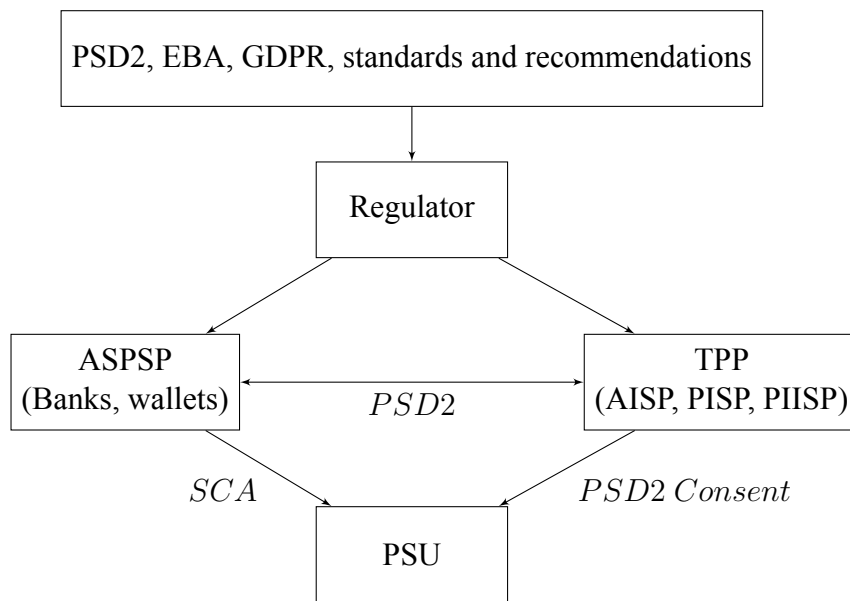 PSD2, EBA, GDPR, standards and recommendations
Regulator
ASPSP
(Banks, wallets)
PSD2
TPP
(AISP, PISP, PIISP)
SCA
PSD2 Consent
PSU